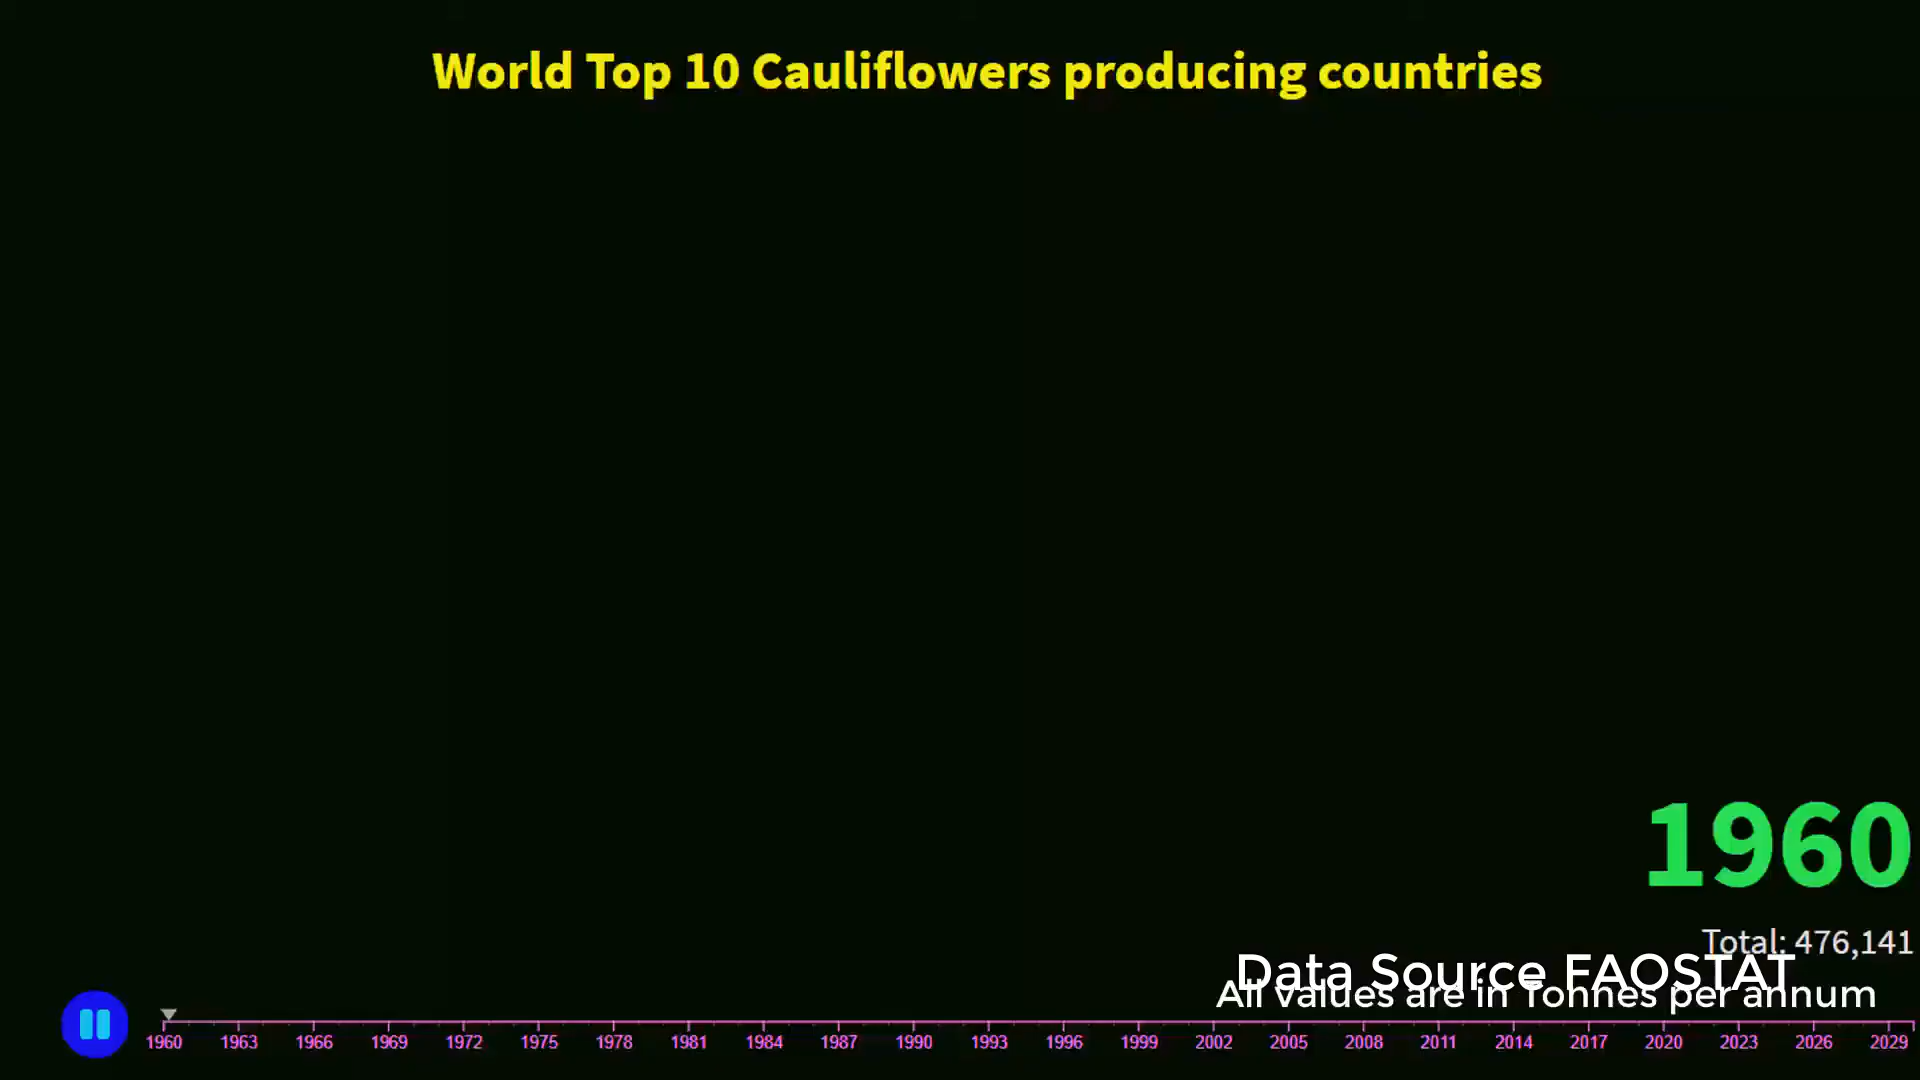 World Top 10 Cauliflowers producing countries
1960
Total: 476,141
Data Source FAOSTAT
All values are in Tonnes per annum
1960 1963 1966 1969 1972 1975 1978 1981 1984 1987 1990 1993 1996 1999 2002 2005 2008 2011 2014 2017 2020 2023 2026 2029